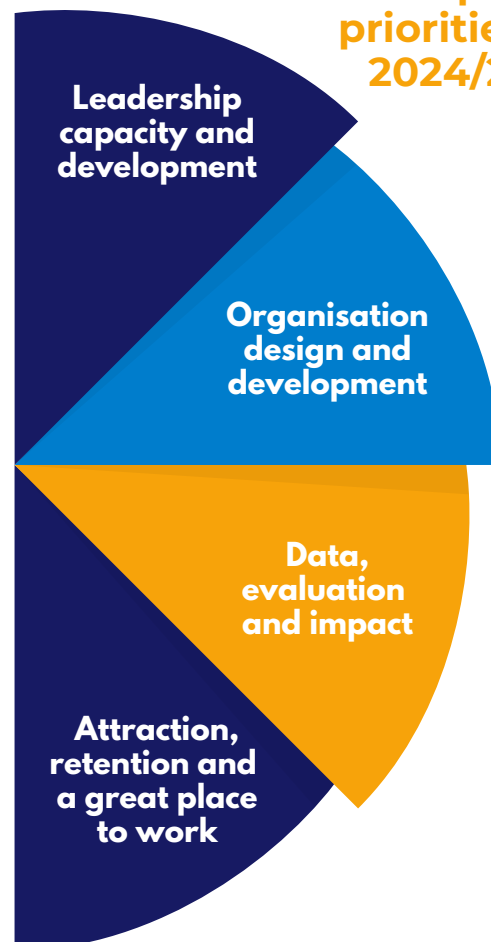 Leadership
capacity and
development
Organisation
design and
development
Data,
evaluation
and impact
Attraction,
retention and
a great place
to work